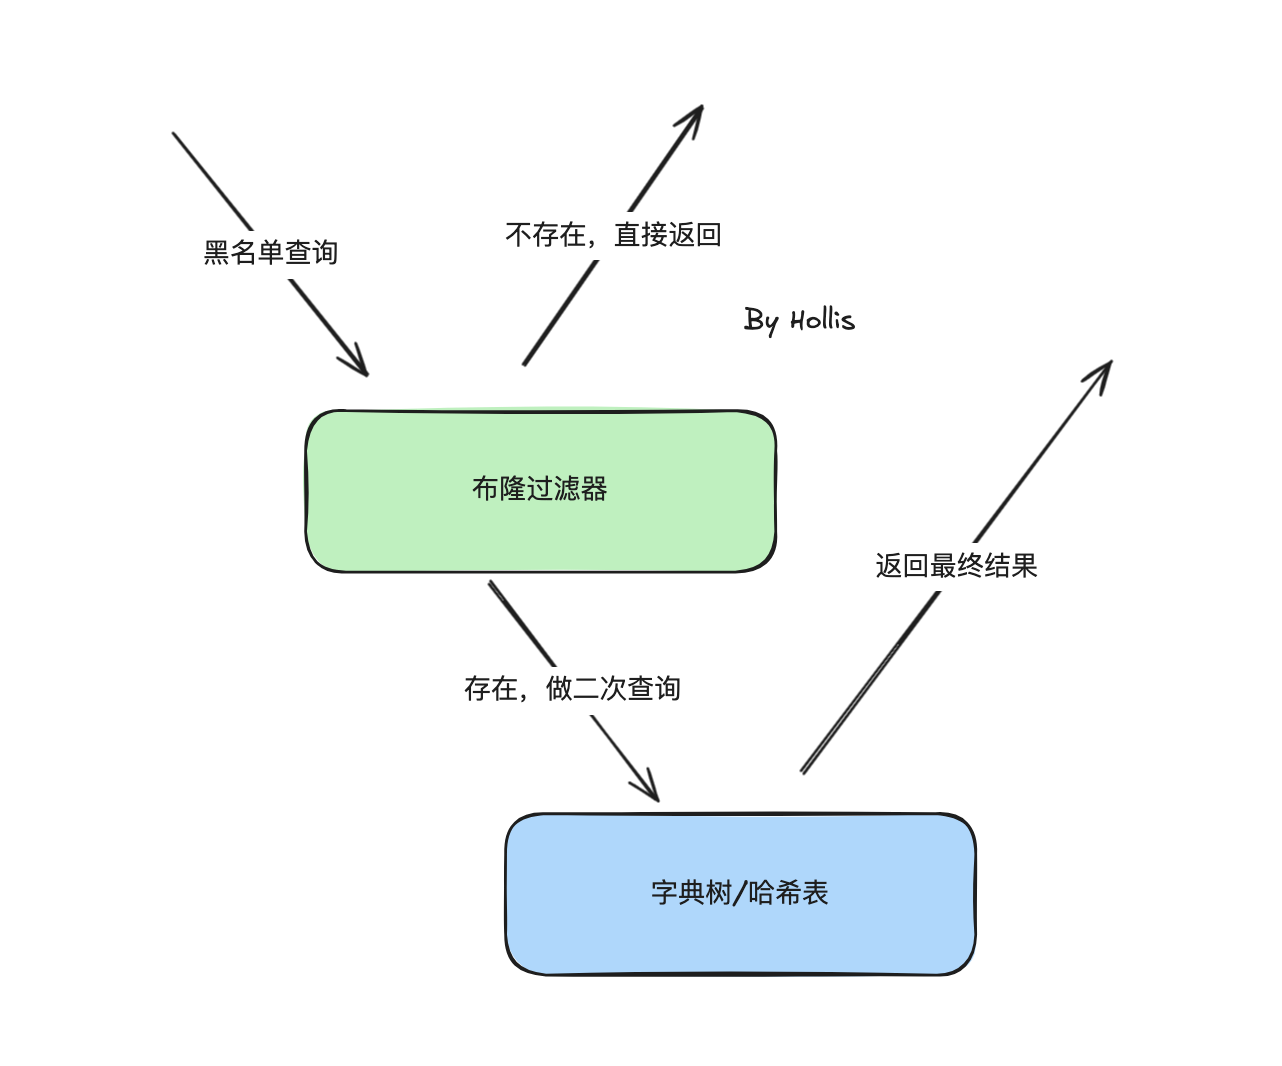 不存在，直接返回
黑名单查询
By Hollis
布隆过滤器
返回最终结果
存在，做二次查询
字典树/哈希表